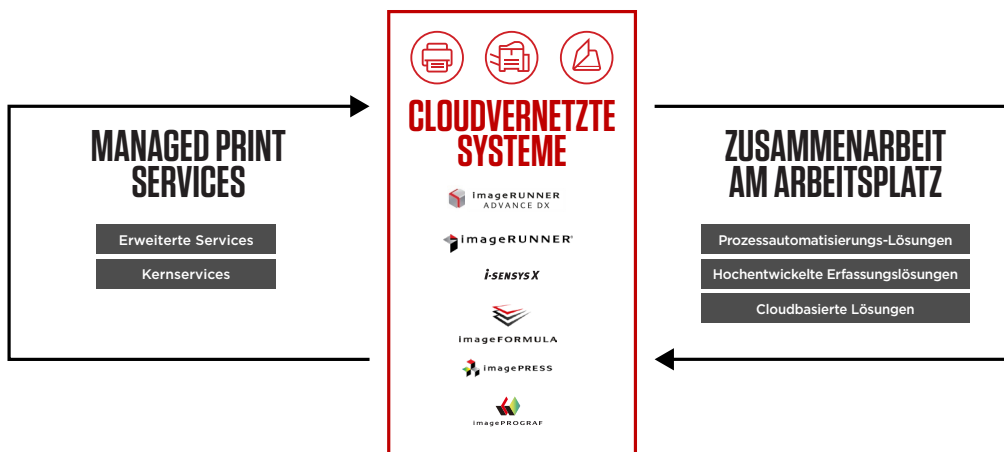 MANAGED PRINT
SERVICES
Erweiterte Services
Kernservices
CLOUDVERNETZTE
SYSTEME
imageRUNNER
ADVANCE DX
imageRUNNER®
i-SENSYS X
imageFORMULA
imagePRESS
imagePROGRAF
ZUSAMMENARBEIT
AM ARBEITSPLATZ
Prozessautomatisierungs-Lösungen
Hochentwickelte Erfassungslösungen
Cloudbasierte Lösungen